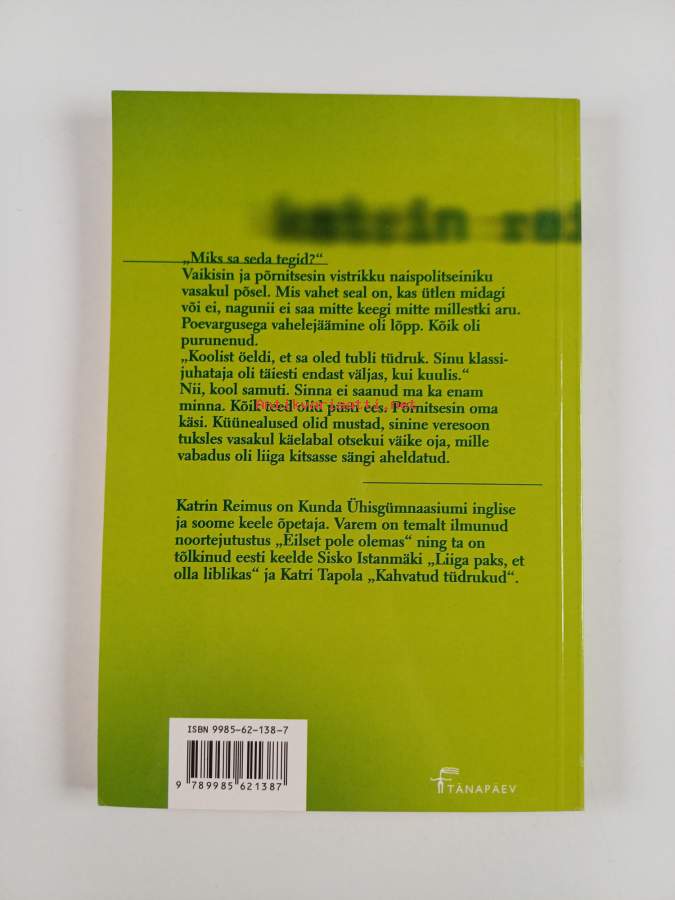 katrin rei
„Miks sa seda tegid?“
Vaikisin ja põrnitsesin vistrikku naispolitseiniku
vasakul põsel. Mis vahet seal on, kas ütlen midagi
või ei, nagunii ei saa mitte keegi mitte millestki aru.
Poevargusega vahelejäämine oli lõpp. Kõik oli
purunenud.
„Koolist öeldi, et sa oled tubli tüdruk. Sinu klassi-
juhataja oli täiesti endast väljas, kui kuulis.“
Nii, kool samuti. Sinna ei saanud ma ka enam
minna. Kõik teed olid püsti ees. Põrnitsesin oma
Antikvariaatti.net
käsi. Küünealused olid mustad, sinine veresoon
tuksles vasakul käelabal otsekui väike oja, mille
vabadus oli liiga kitsasse sängi aheldatud.
Katrin Reimus on Kunda Ühisgümnaasiumi inglise
ja soome keele õpetaja. Varem on temalt ilmunud
noortejutustus „Eilset pole olemas“ ning ta on
tõlkinud eesti keelde Sisko Istanmäki „Liiga paks, et
olla liblikas“ ja Katri Tapola „Kahvatud tüdrukud“.
ISBN 9985-62-138-7
9 789985 621387
TÄNAPÄEV